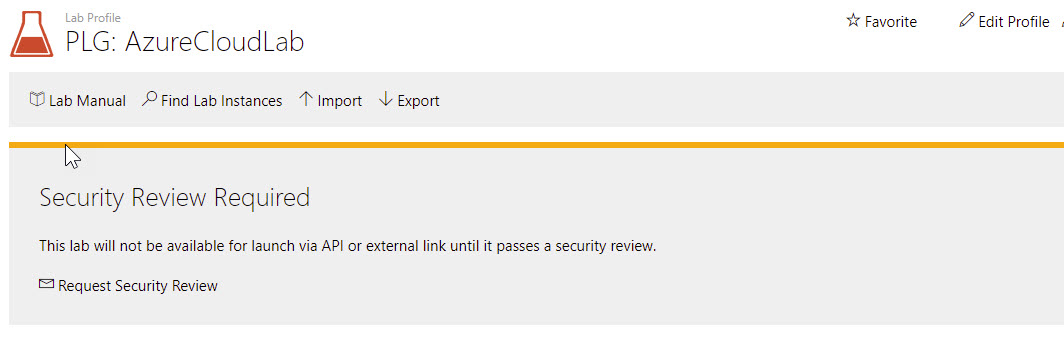 Lab Profile
PLG: AzureCloudLab
Favorite
Edit Profile
Lab Manual Find Lab Instances Import Export
Security Review Required
This lab will not be available for launch via API or external link until it passes a security review.
Request Security Review